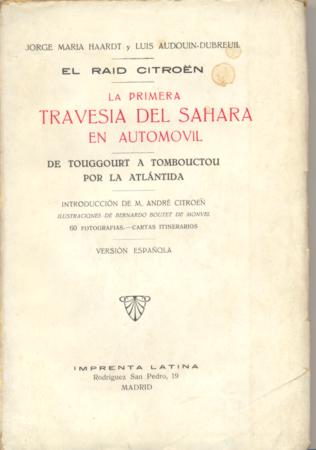 JORGE MARIA HAARDT y LUIS AUDOUIN-DUBREUIL
EL RAID CITROËN
LA PRIMERA
TRAVESIA DEL SAHARA
EN AUTOMOVIL
DE TOUGGOURT A TOMBOUCTOU
POR LA ATLÁNTIDA
INTRODUCCIÓN DE M. ANDRÉ CITROEÑ
ILUSTRACIONES DE BERNARDO BOUTET DE MONVEL
60 FOTOGRAFIAS.—CARTAS ITINERARIOS
VERSIÓN ESPAÑOLA
IMPRENTA LATINA
Rodríguez San Pedro, 19
MADRID